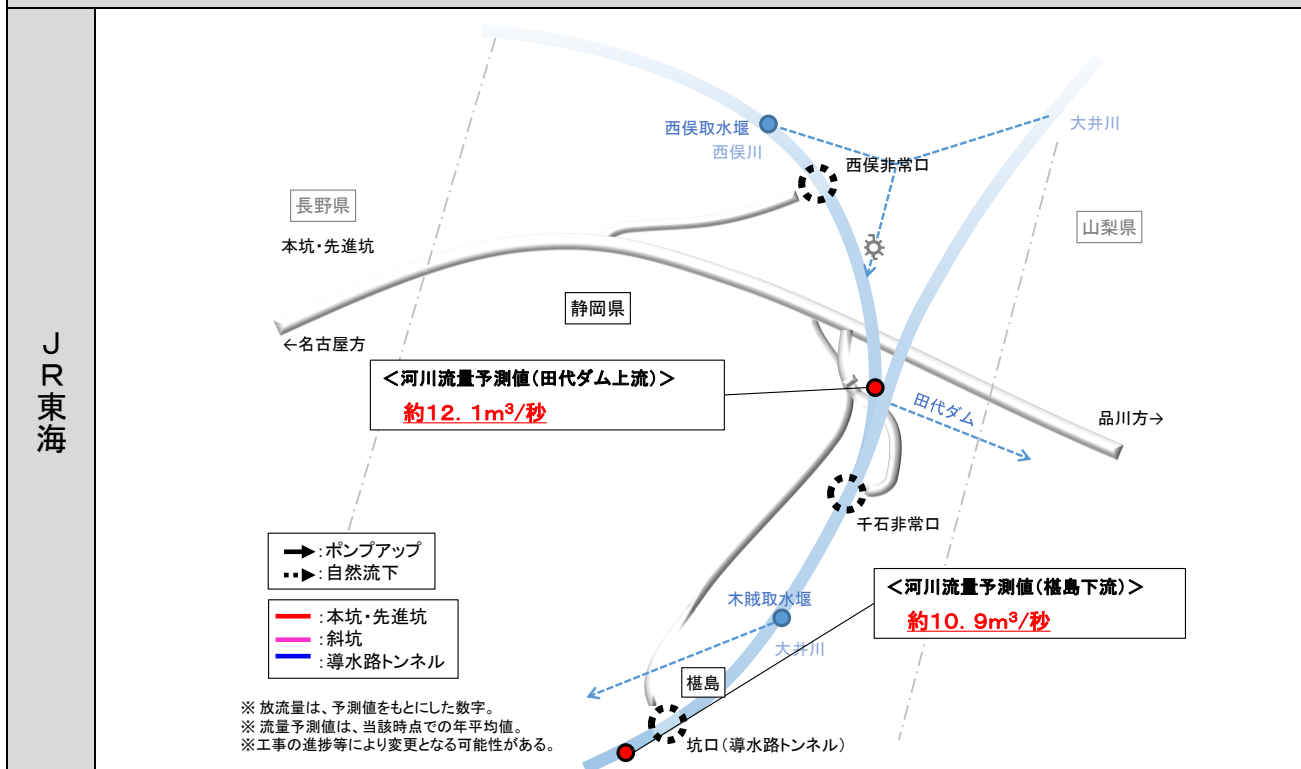 JR東海
西俣取水堰
西俣川
大井川
西俣非常口
長野県
山梨県
本坑・先進坑
静岡県
←名古屋方
＜河川流量予測値(田代ダム上流)＞
約12．1m³/秒
田代ダム
品川方→
千石非常口
:ポンプアップ
:自然流下
＜河川流量予測値(椹島下流)＞
約10．9m³/秒
木賊取水堰
:本坑・先進坑
:斜坑
:導水路トンネル
大井川
椹島
※ 放流量は、予測値をもとにした数字。
※ 流量予測値は、当該時点での年平均値。
※工事の進捗等により変更となる可能性がある。
坑口(導水路トンネル)